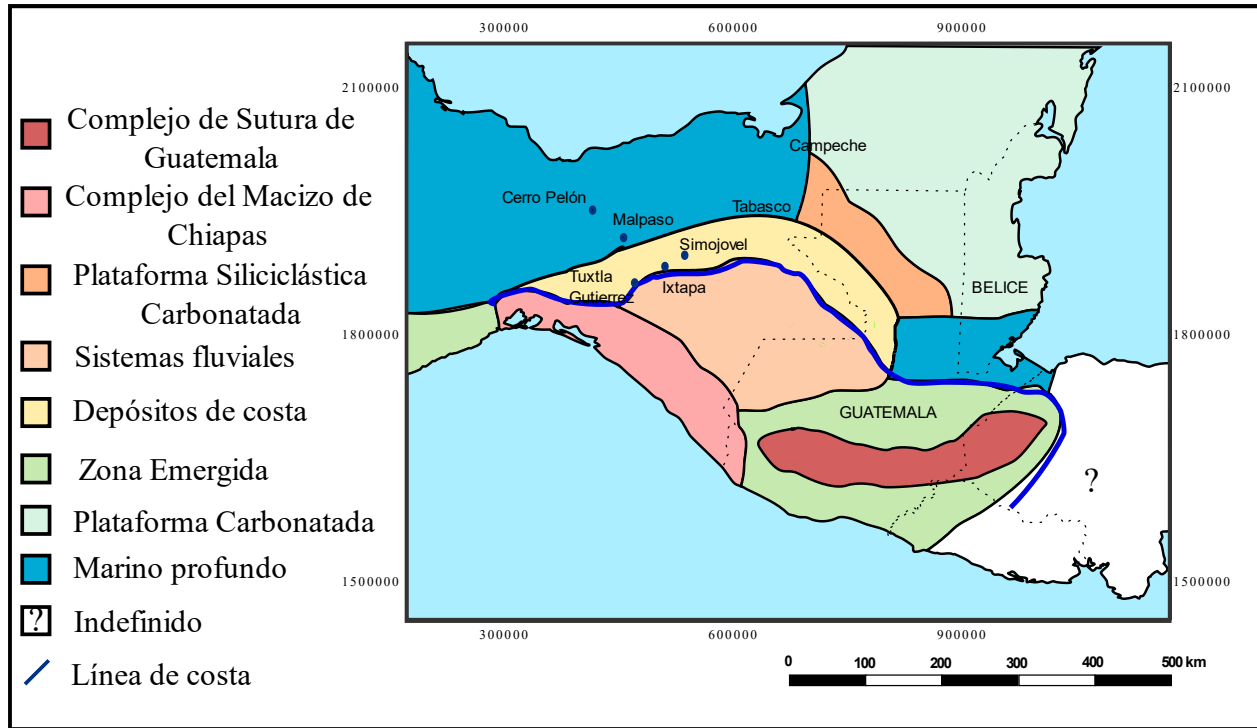 300000 600000 900000
2100000 2100000
1800000 1800000
1500000 1500000
300000 600000 900000
Complejo de Sutura de
Guatemala
Complejo del Macizo de
Chiapas
Plataforma Siliciclástica
Carbonatada
Sistemas fluviales
Depósitos de costa
Zona Emergida
Plataforma Carbonatada
Marino profundo
? Indefinido
Línea de costa
Campeche
Cerro Pelón
Tabasco
Malpaso
Simojovel
Tuxtla
Gutierrez
Ixtapa
BELICE
GUATEMALA
?
0 100 200 300 400 500 km